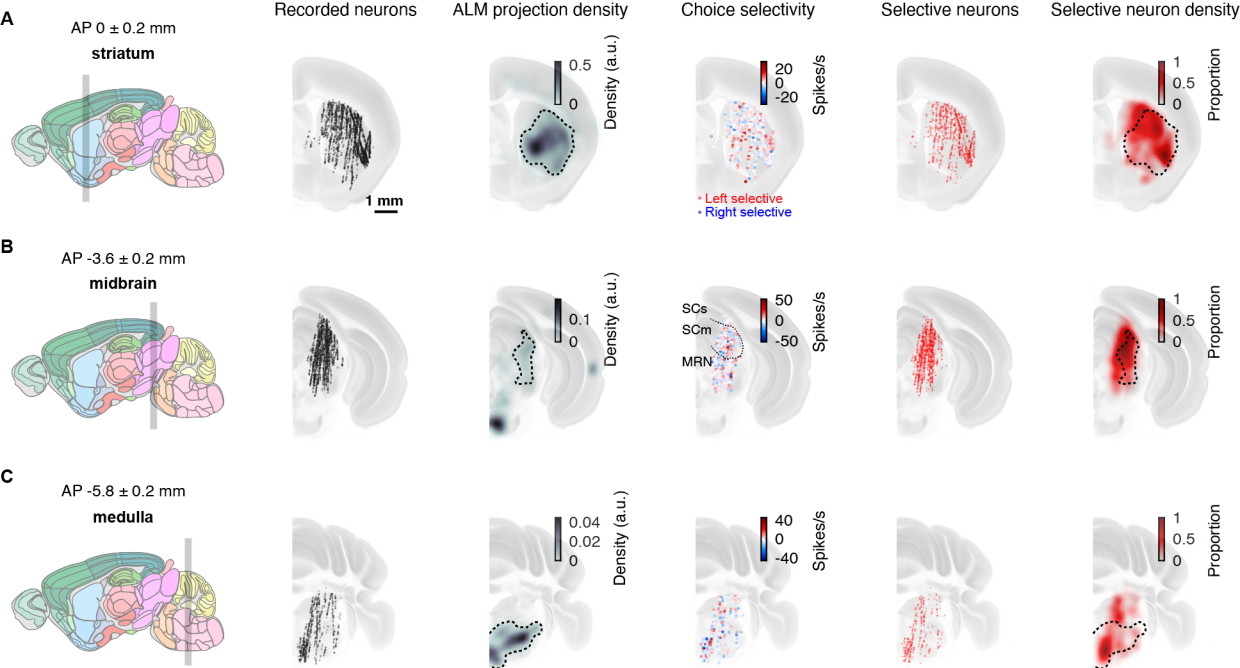 Recorded neurons
ALM projection density
Choice selectivity
Selective neurons
Selective neuron density
A
AP 0 ± 0.2 mm
striatum
0.5
0
Density (a.u.)
20
0
-20
Spikes/s
1
0.5
0
Proportion
1 mm
Left selective
Right selective
B
AP -3.6 ± 0.2 mm
midbrain
0.1
0
Density (a.u.)
SCs
SCm
MRN
50
0
-50
Spikes/s
1
0.5
0
Proportion
C
AP -5.8 ± 0.2 mm
medulla
0.04
0.02
0
Density (a.u.)
40
0
-40
Spikes/s
1
0.5
0
Proportion